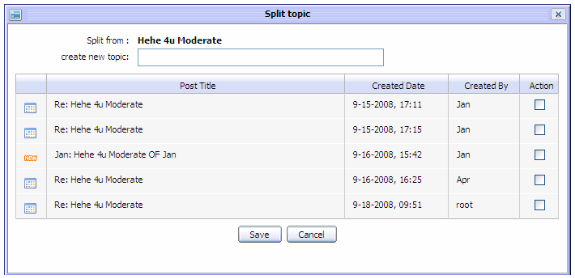 Split topic
Split from : Hehe 4u Moderate
create new topic:
Post Title Created Date Created By Action
Re: Hehe 4u Moderate 9-15-2008, 17:11 Jan
Re: Hehe 4u Moderate 9-15-2008, 17:15 Jan
Jan: Hehe 4u Moderate OF Jan 9-16-2008, 15:42 Jan
Re: Hehe 4u Moderate 9-16-2008, 16:25 Apr
Re: Hehe 4u Moderate 9-18-2008, 09:51 root
Save Cancel